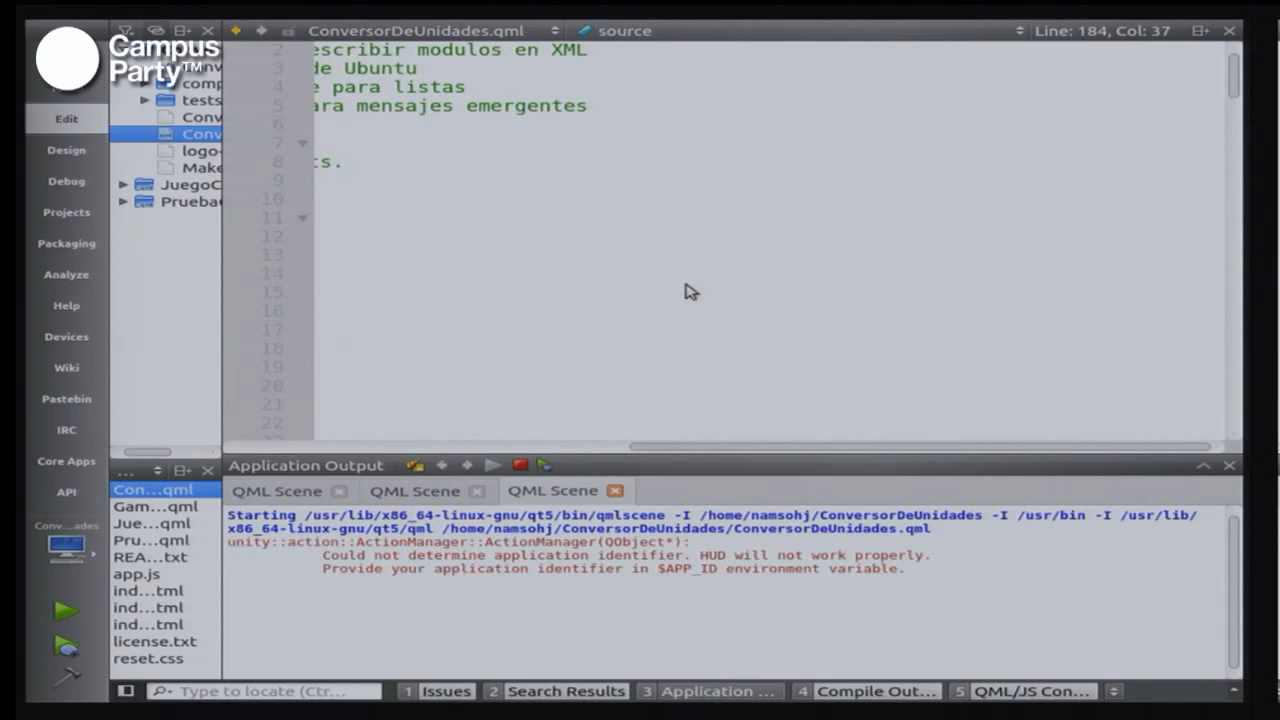 Campus
Party™
ConversorDeUnidades.qml
source
Line: 184, Col: 37
2 escribir modulos en XML
3 de Ubuntu
4 e para listas
5 ara mensajes emergentes
6
7
8 ts.
9
10
11
12
13
14
15
16
17
18
19
20
21
22
comp
tests
Conv
Conv
logo-
Make
JuegoC
Prueba
Edit
Design
Debug
Projects
Packaging
Analyze
Help
Devices
Wiki
Pastebin
IRC
Core Apps
API
Conv...ades
...
Con...qml
Gam...qml
Jue...qml
Pru...qml
REA...txt
app.js
ind...tml
ind...tml
ind...tml
license.txt
reset.css
Application Output
QML Scene
QML Scene
QML Scene
Starting /usr/lib/x86_64-linux-gnu/qt5/bin/qmlscene -I /home/namsohj/ConversorDeUnidades -I /usr/bin -I /usr/lib/
x86_64-linux-gnu/qt5/qml /home/namsohj/ConversorDeUnidades/ConversorDeUnidades.qml
unity::action::ActionManager::ActionManager(QObject*):
Could not determine application identifier. HUD will not work properly.
Provide your application identifier in $APP_ID environment variable.
Type to locate (Ctr...
1 Issues
2 Search Results
3 Application ...
4 Compile Out...
5 QML/JS Con...